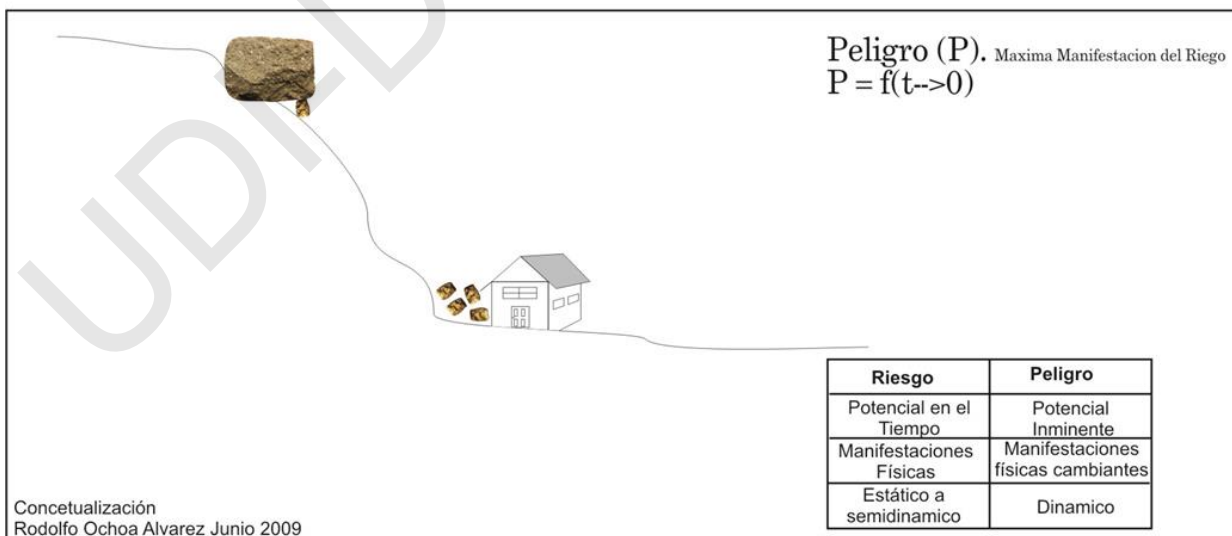 Peligro (P). Maxima Manifestacion del Riego
P = f(t-->0)
Riesgo Peligro
Potencial en el Potencial
Tiempo Inminente
Manifestaciones Manifestaciones
Físicas físicas cambiantes
Estático a Dinamico
semidinamico
Concetualización
Rodolfo Ochoa Alvarez Junio 2009